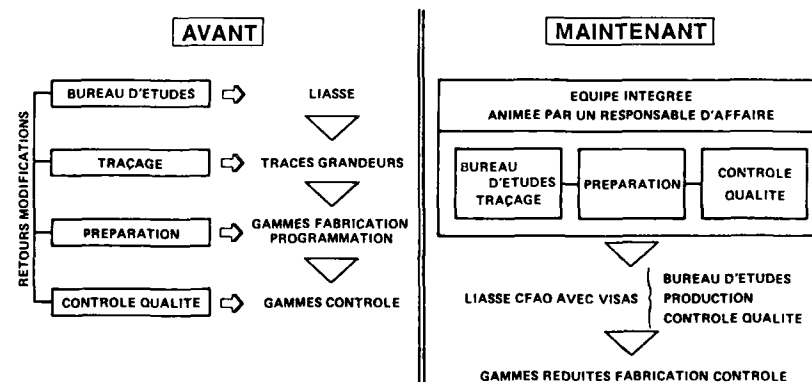 AVANT
BUREAU D'ETUDES
LIASSE
TRAÇAGE
TRACES GRANDEURS
PREPARATION
GAMMES FABRICATION
PROGRAMMATION
CONTROLE QUALITE
GAMMES CONTROLE
RETOURS MODIFICATIONS
MAINTENANT
EQUIPE INTEGREE
ANIMEE PAR UN RESPONSABLE D'AFFAIRE
BUREAU
D'ETUDES
TRAÇAGE
PREPARATION
CONTROLE
QUALITE
LIASSE CFAO AVEC VISAS
BUREAU D'ETUDES
PRODUCTION
CONTROLE QUALITE
GAMMES REDUITES FABRICATION CONTROLE